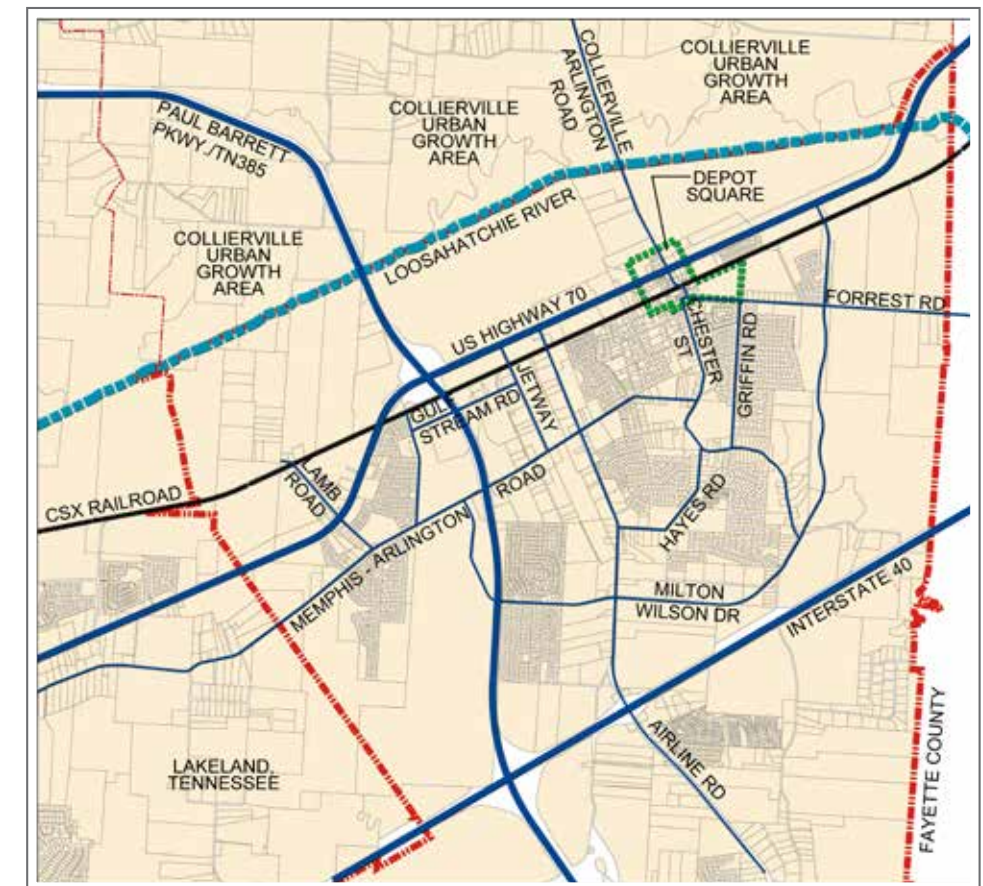 COLLIERVILLE
ARLINGTON
ROAD
COLLIERVILLE
URBAN
GROWTH
AREA
COLLIERVILLE
URBAN
GROWTH
AREA
PAUL BARRETT
PKWY./TN385
DEPOT
SQUARE
LOOSAHATCHIE RIVER
COLLIERVILLE
URBAN
GROWTH
AREA
US HIGHWAY 70
FORREST RD
CHESTER
ST
GRIFFIN RD
JETWAY
GULF
STREAM RD
LAMB
ROAD
CSX RAILROAD
MEMPHIS - ARLINGTON ROAD
HAYES RD
MILTON
WILSON DR
INTERSTATE 40
AIRLINE RD
LAKELAND,
TENNESSEE
FAYETTE COUNTY